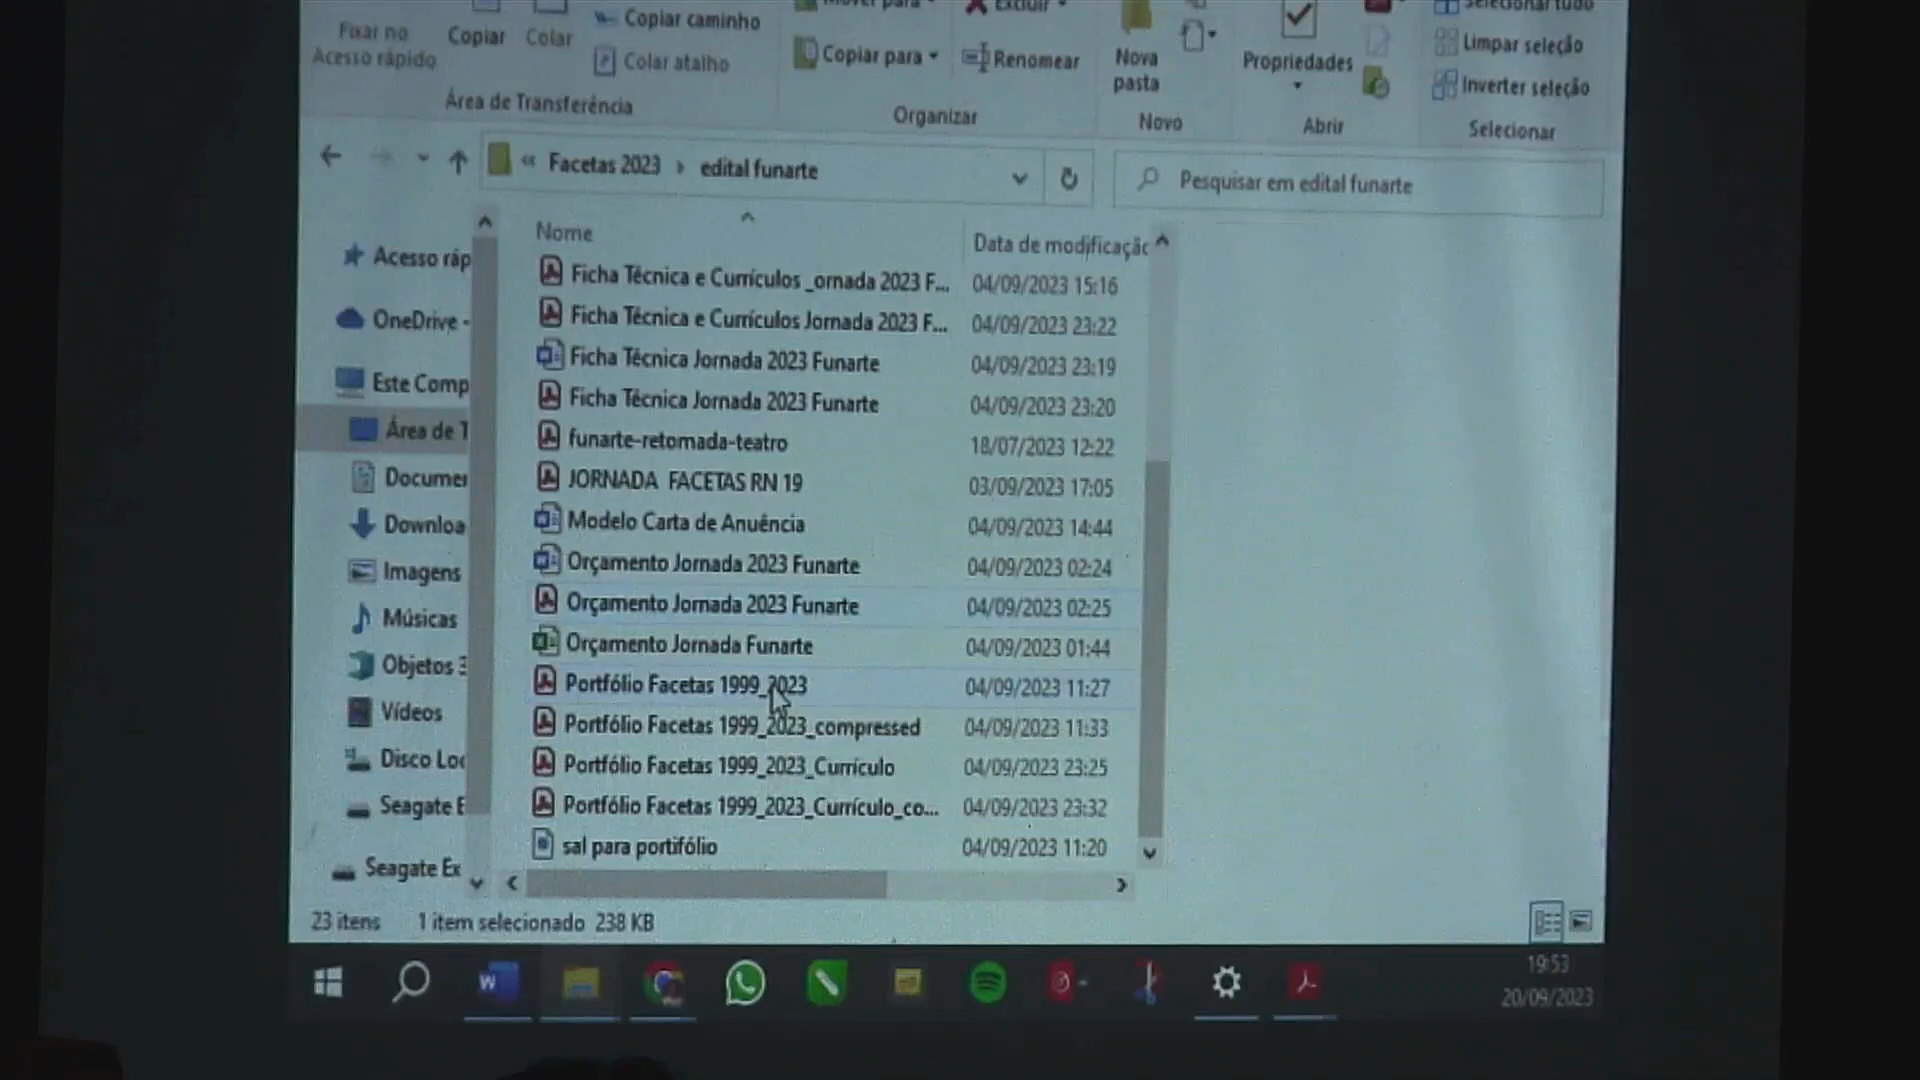 Copiar caminho
Excluir
Selecionar tudo
Fixar no
Acesso rápido
Copiar
Colar
Colar atalho
Copiar para
Renomear
Nova
pasta
Propriedades
Limpar seleção
Inverter seleção
Área de Transferência
Organizar
Novo
Abrir
Selecionar
« Facetas 2023 › edital funarte
Pesquisar em edital funarte
Nome
Data de modificaçãc
Acesso ráp
OneDrive -
Este Comp
Área de T
Documer
Downloa
Imagens
Músicas
Objetos 3
Vídeos
Disco Loc
Seagate E
Seagate Ex
Ficha Técnica e Currículos _ornada 2023 F... 04/09/2023 15:16
Ficha Técnica e Currículos Jornada 2023 F... 04/09/2023 23:22
Ficha Técnica Jornada 2023 Funarte 04/09/2023 23:19
Ficha Técnica Jornada 2023 Funarte 04/09/2023 23:20
funarte-retomada-teatro 18/07/2023 12:22
JORNADA FACETAS RN 19 03/09/2023 17:05
Modelo Carta de Anuência 04/09/2023 14:44
Orçamento Jornada 2023 Funarte 04/09/2023 02:24
Orçamento Jornada 2023 Funarte 04/09/2023 02:25
Orçamento Jornada Funarte 04/09/2023 01:44
Portfólio Facetas 1999_2023 04/09/2023 11:27
Portfólio Facetas 1999_2023_compressed 04/09/2023 11:33
Portfólio Facetas 1999_2023_Currículo 04/09/2023 23:25
Portfólio Facetas 1999_2023_Currículo_co... 04/09/2023 23:32
sal para portifólio 04/09/2023 11:20
23 itens 1 item selecionado 238 KB
19:53
20/09/2023